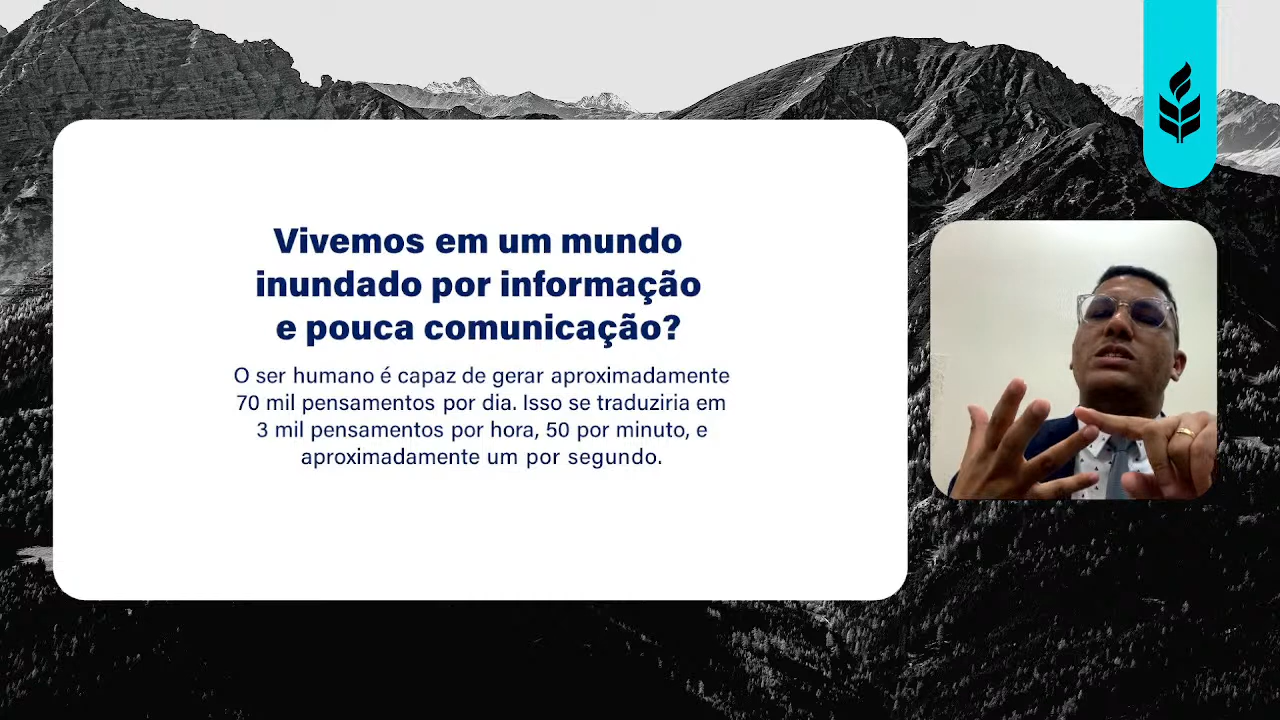 Vivemos em um mundo
inundado por informação
e pouca comunicação?
O ser humano é capaz de gerar aproximadamente
70 mil pensamentos por dia. Isso se traduziria em
3 mil pensamentos por hora, 50 por minuto, e
aproximadamente um por segundo.